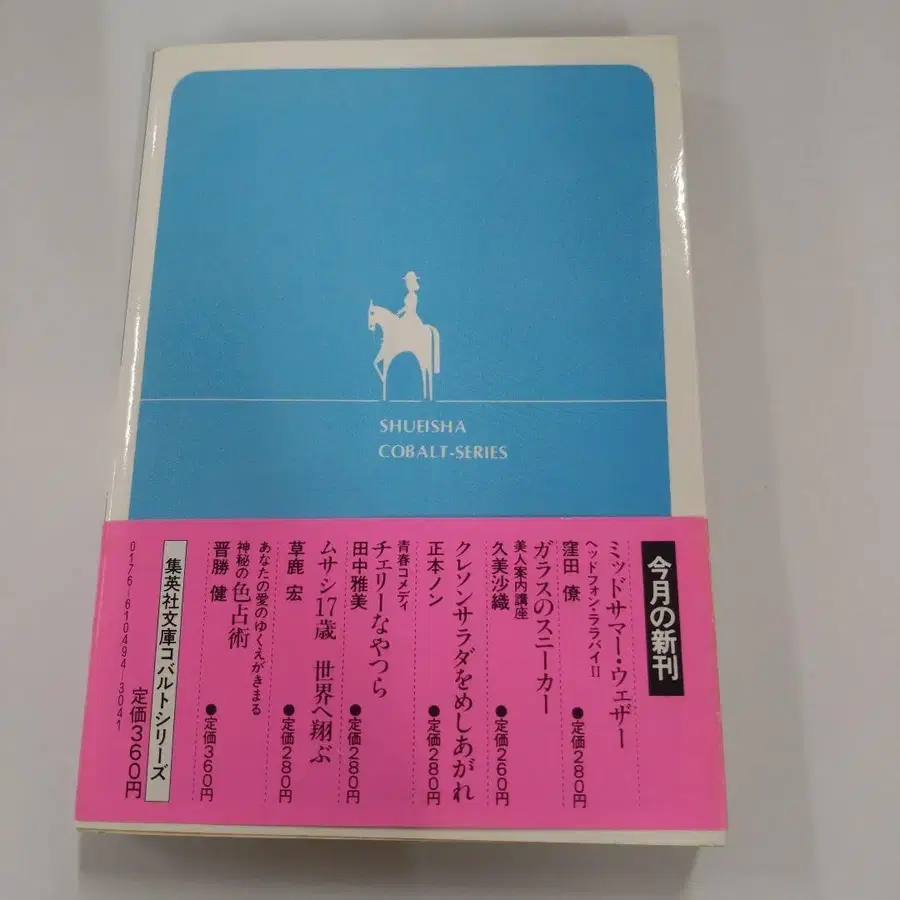 SHUEISHA
COBALT-SERIES
今月の新刊
ミッドサマー・ウェザー
ヘッドフォン・ララバイII
窪田 僚
●定価280円
ガラスのスニーカー
美人案内講座
久美沙織
●定価260円
クレソンサラダをめしあがれ
正本ノン
●定価280円
青春コメディ
チェリーなやつら
田中雅美
●定価280円
ムサシ17歳 世界へ翔ぶ
草鹿 宏
●定価280円
あなたの愛のゆくえがきまる
神秘の色占術
晋勝 健
●定価360円
集英社文庫コバルトシリーズ
0176-610494-3041
定価360円